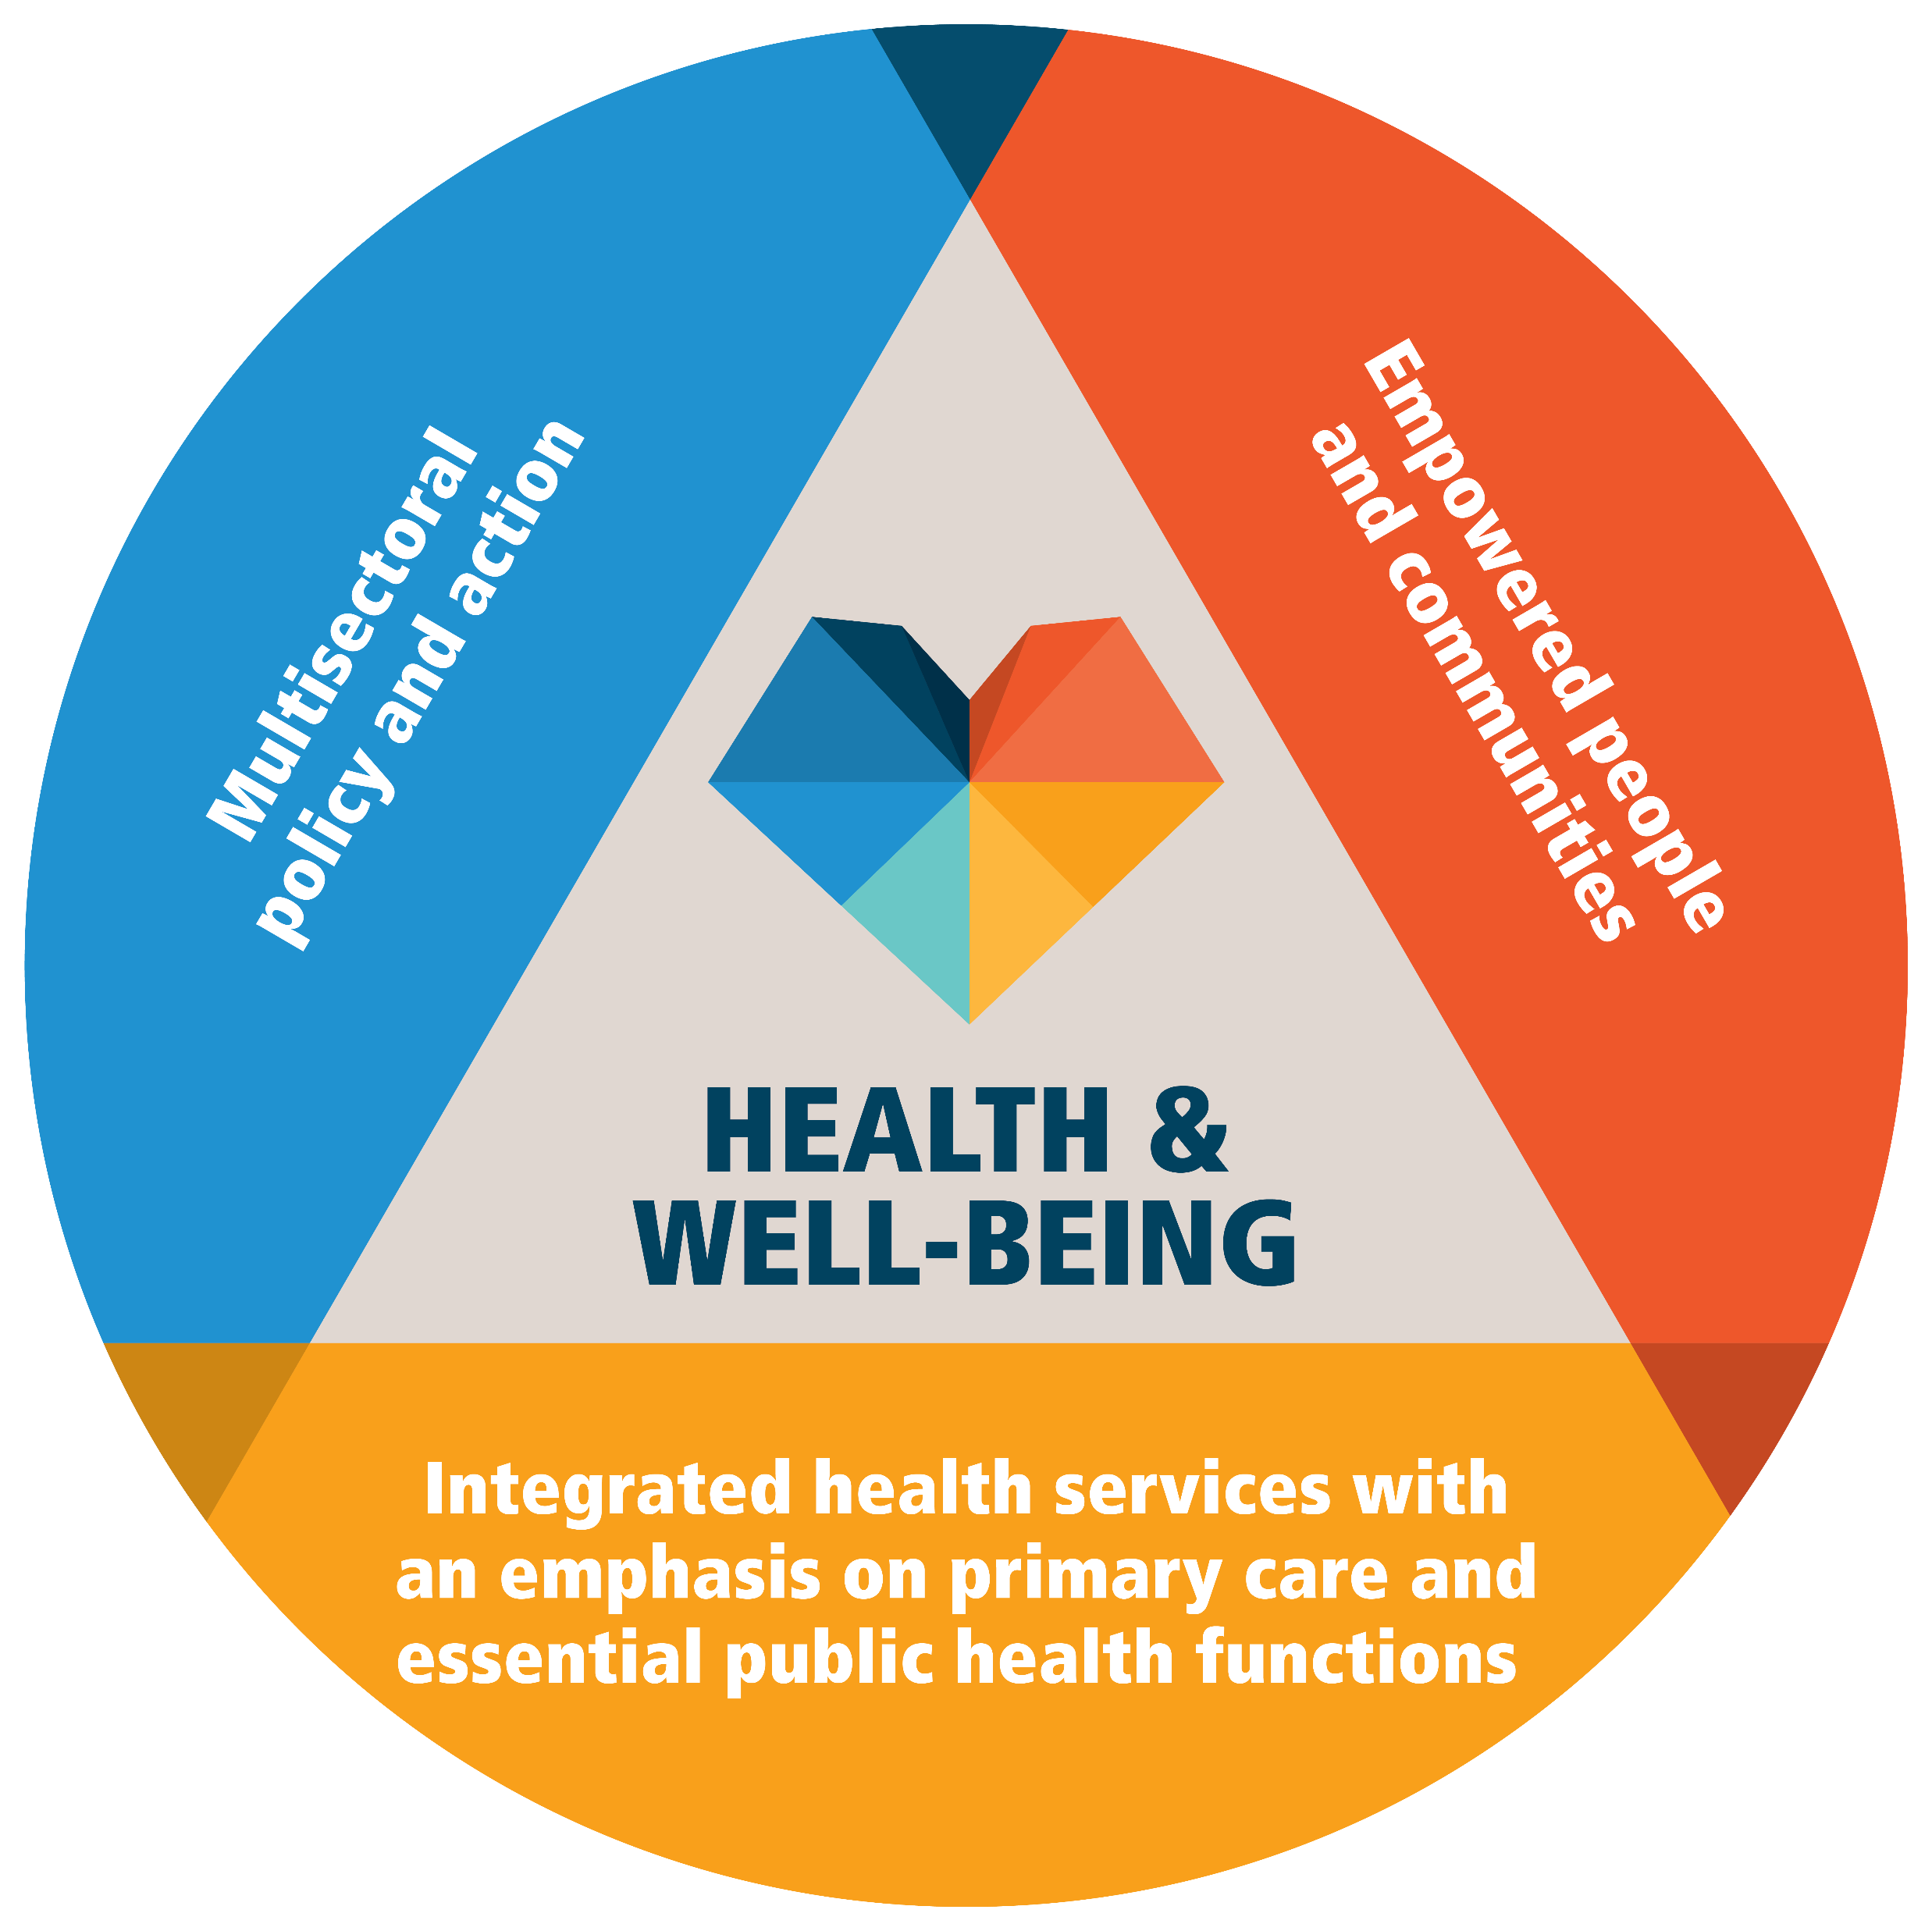 Multisectoral
policy and action
Empowered people
and communities
HEALTH &
WELL-BEING
Integrated health services with
an emphasis on primary care and
essential public health functions